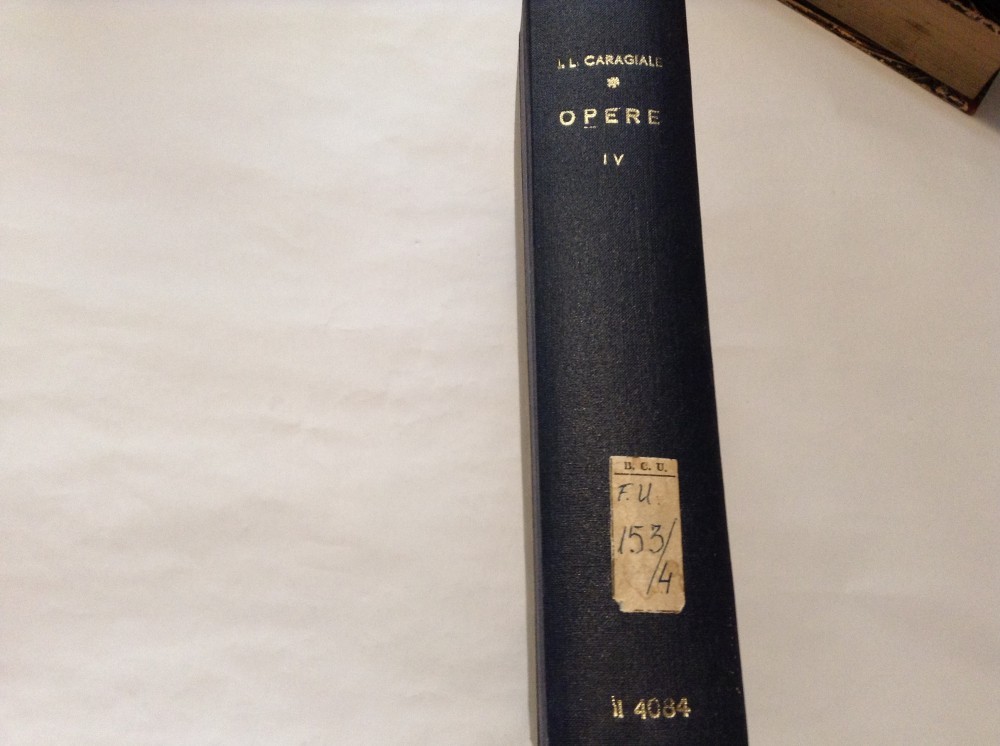 I. L. CARAGIALE
*
OPERE
IV
B. C. U.
F.U.
153/
/4
II 4084